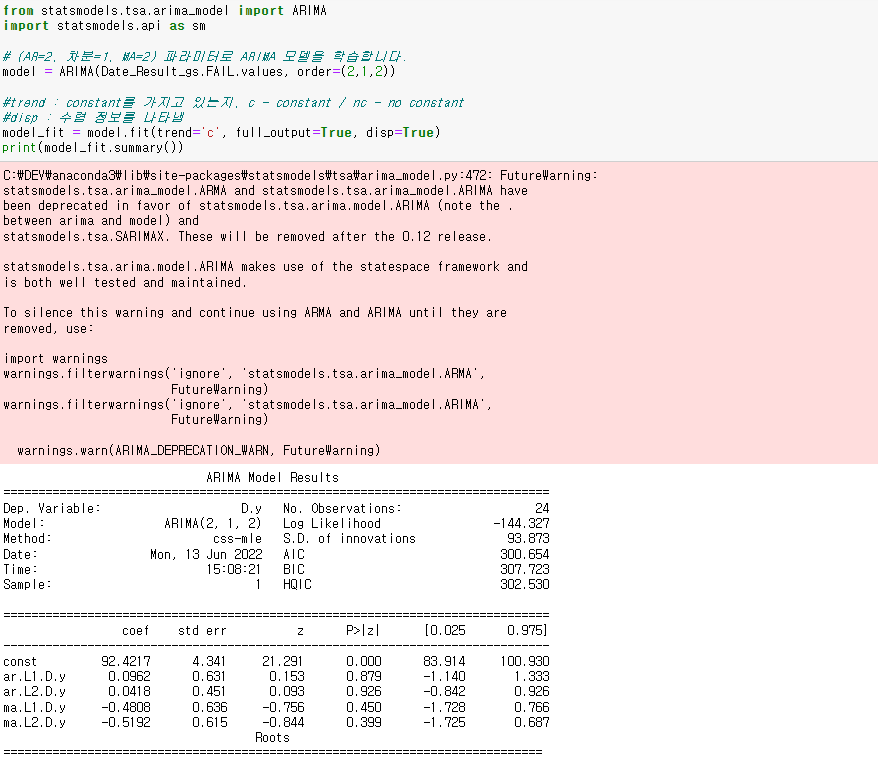 from statsmodels.tsa.arima_model import ARIMA
import statsmodels.api as sm
# (AR=2, 차분=1, MA=2) 파라미터로 ARIMA 모델을 학습합니다.
model = ARIMA(Date_Result_gs.FAIL.values, order=(2,1,2))
#trend : constant를 가지고 있는지, c - constant / nc - no constant
#disp : 수렴 정보를 나타냄
model_fit = model.fit(trend='c', full_output=True, disp=True)
print(model_fit.summary())
C:₩DEV₩anaconda3₩lib₩site-packages₩statsmodels₩tsa₩arima_model.py:472: FutureWarning:
statsmodels.tsa.arima_model.ARMA and statsmodels.tsa.arima_model.ARIMA have
been deprecated in favor of statsmodels.tsa.arima.model.ARIMA (note the .
between arima and model) and
statsmodels.tsa.SARIMAX. These will be removed after the 0.12 release.
statsmodels.tsa.arima.model.ARIMA makes use of the statespace framework and
is both well tested and maintained.
To silence this warning and continue using ARMA and ARIMA until they are
removed, use:
import warnings
warnings.filterwarnings('ignore', 'statsmodels.tsa.arima_model.ARMA',
FutureWarning)
warnings.filterwarnings('ignore', 'statsmodels.tsa.arima_model.ARIMA',
FutureWarning)
warnings.warn(ARIMA_DEPRECATION_WARN, FutureWarning)
ARIMA Model Results
==============================================================================
Dep. Variable: D.y No. Observations: 24
Model: ARIMA(2, 1, 2) Log Likelihood -144.327
Method: css-mle S.D. of innovations 93.873
Date: Mon, 13 Jun 2022 AIC 300.654
Time: 15:08:21 BIC 307.723
Sample: 1 HQIC 302.530
==============================================================================
coef std err z P>|z| [0.025 0.975]
------------------------------------------------------------------------------
const 92.4217 4.341 21.291 0.000 83.914 100.930
ar.L1.D.y 0.0962 0.631 0.153 0.879 -1.140 1.333
ar.L2.D.y 0.0418 0.451 0.093 0.926 -0.842 0.926
ma.L1.D.y -0.4808 0.636 -0.756 0.450 -1.728 0.766
ma.L2.D.y -0.5192 0.615 -0.844 0.399 -1.725 0.687
Roots
=============================================================================